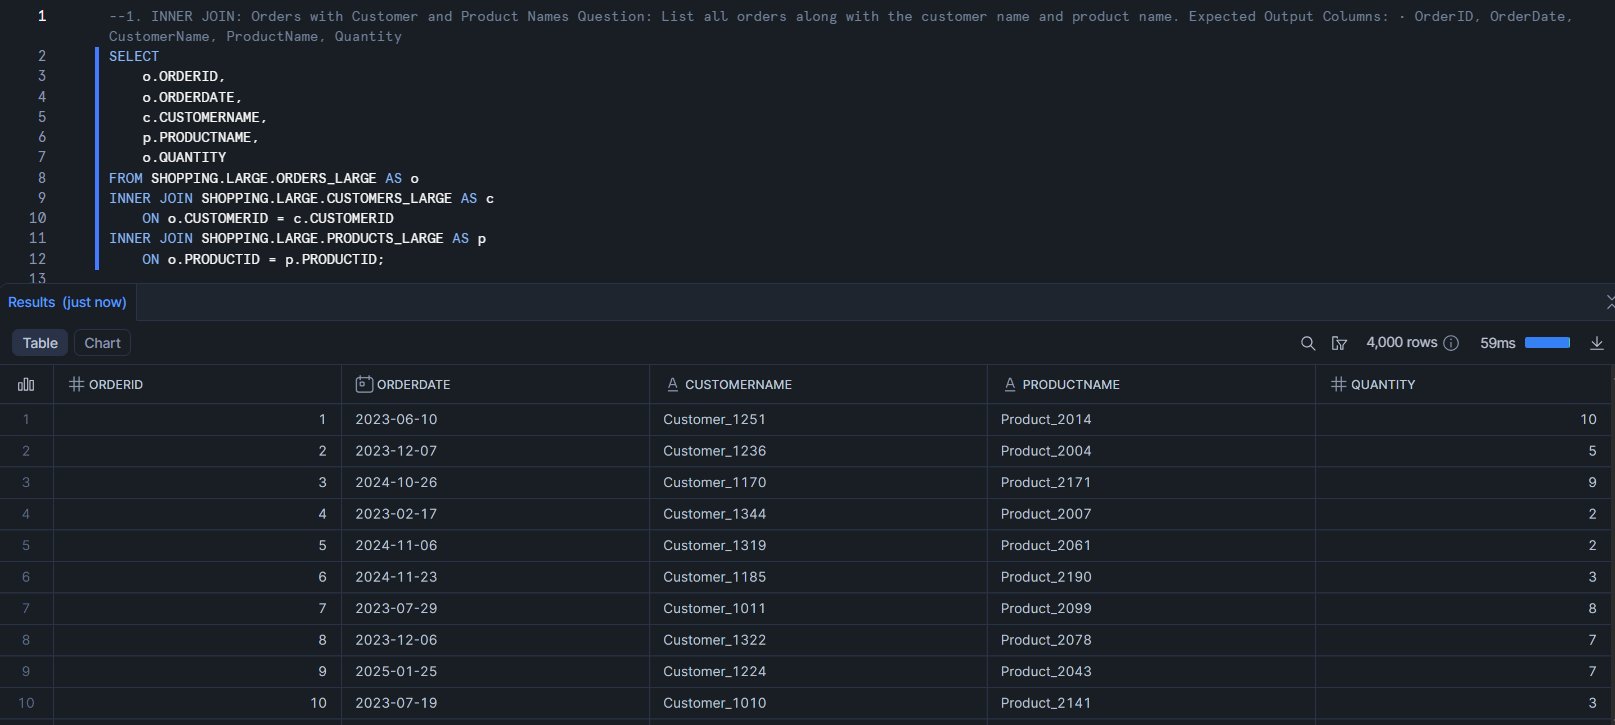 1 --1. INNER JOIN: Orders with Customer and Product Names Question: List all orders along with the customer name and product name. Expected Output Columns: · OrderID, OrderDate,
CustomerName, ProductName, Quantity
2 SELECT
3 o.ORDERID,
4 o.ORDERDATE,
5 c.CUSTOMERNAME,
6 p.PRODUCTNAME,
7 o.QUANTITY
8 FROM SHOPPING.LARGE.ORDERS_LARGE AS o
9 INNER JOIN SHOPPING.LARGE.CUSTOMERS_LARGE AS c
10 ON o.CUSTOMERID = c.CUSTOMERID
11 INNER JOIN SHOPPING.LARGE.PRODUCTS_LARGE AS p
12 ON o.PRODUCTID = p.PRODUCTID;
13
Results (just now)
Table Chart 4,000 rows 59ms
ORDERID ORDERDATE CUSTOMERNAME PRODUCTNAME QUANTITY
1 1 2023-06-10 Customer_1251 Product_2014 10
2 2 2023-12-07 Customer_1236 Product_2004 5
3 3 2024-10-26 Customer_1170 Product_2171 9
4 4 2023-02-17 Customer_1344 Product_2007 2
5 5 2024-11-06 Customer_1319 Product_2061 2
6 6 2024-11-23 Customer_1185 Product_2190 3
7 7 2023-07-29 Customer_1011 Product_2099 8
8 8 2023-12-06 Customer_1322 Product_2078 7
9 9 2025-01-25 Customer_1224 Product_2043 7
10 10 2023-07-19 Customer_1010 Product_2141 3